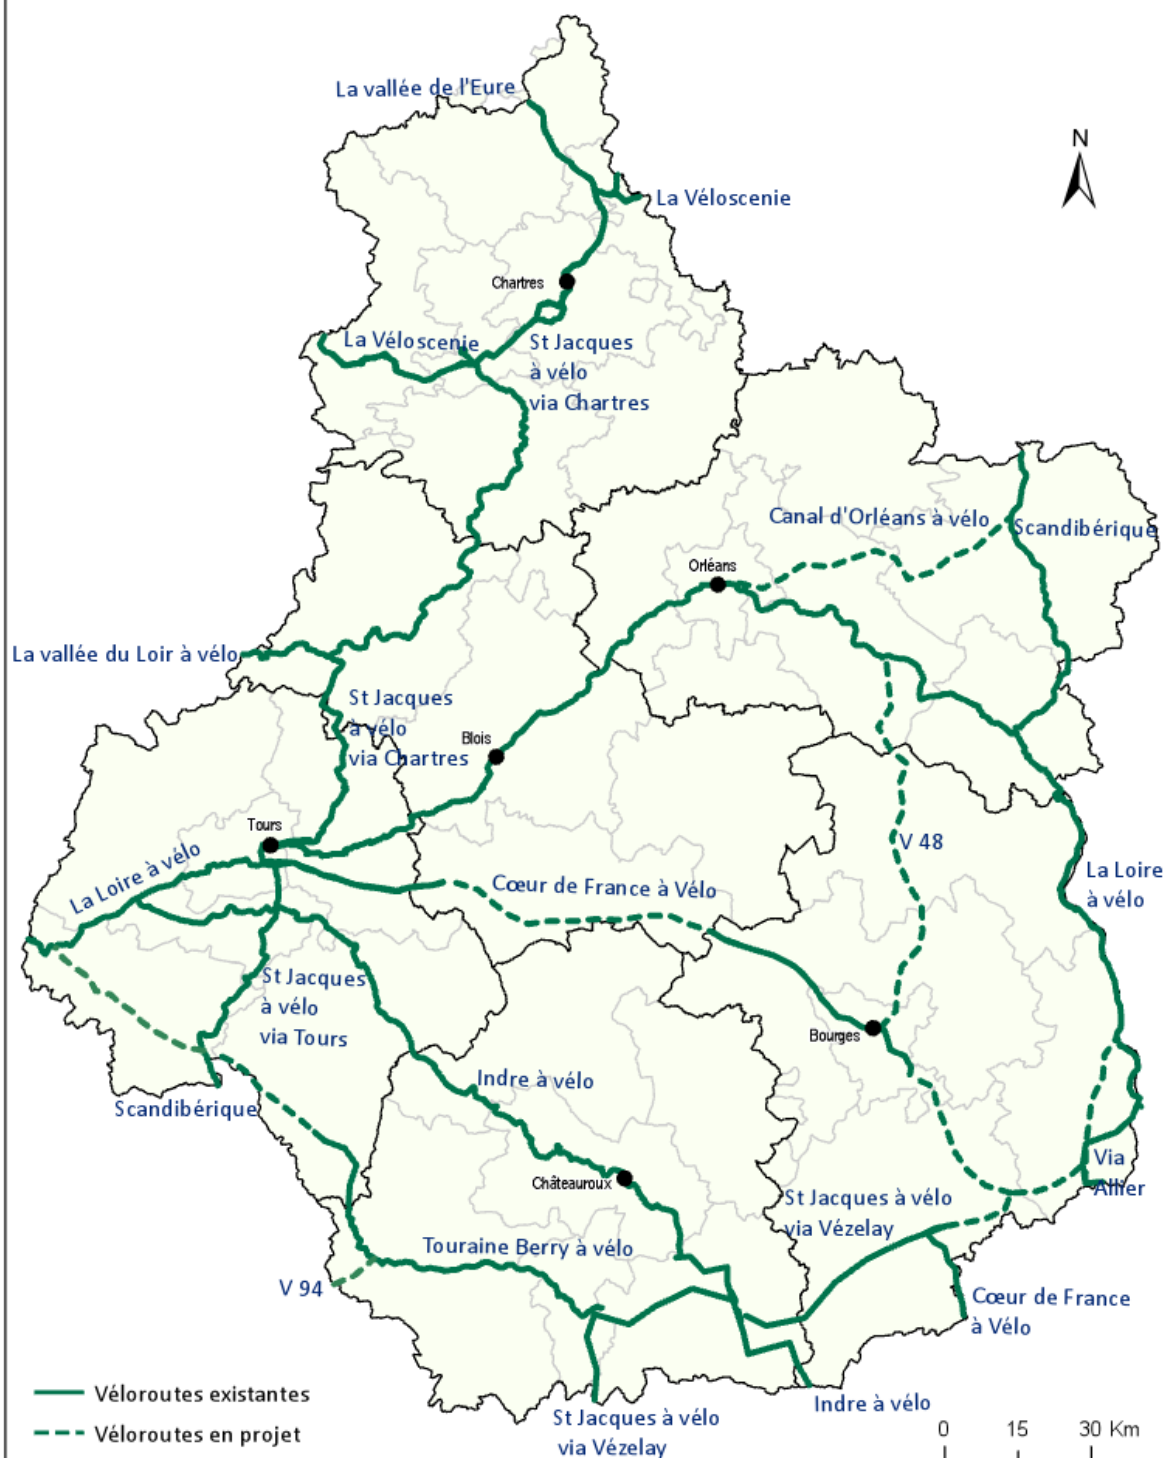 La vallée de l'Eure
N
La Véloscenie
Chartres
La Véloscenie
St Jacques
à vélo
via Chartres
Canal d'Orléans à vélo
Scandibérique
Orléans
La vallée du Loir à vélo
St Jacques
à vélo
via Chartres
Blois
Tours
V 48
La Loire à vélo
La Loire
à vélo
Cœur de France à Vélo
St Jacques
à vélo
via Tours
Bourges
Indre à vélo
Scandibérique
Via
Allier
Châteauroux
St Jacques à vélo
via Vézelay
Touraine Berry à vélo
V 94
Cœur de France
à Vélo
Véloroutes existantes
Indre à vélo
St Jacques à vélo
via Vézelay
Véloroutes en projet
0 15 30 Km